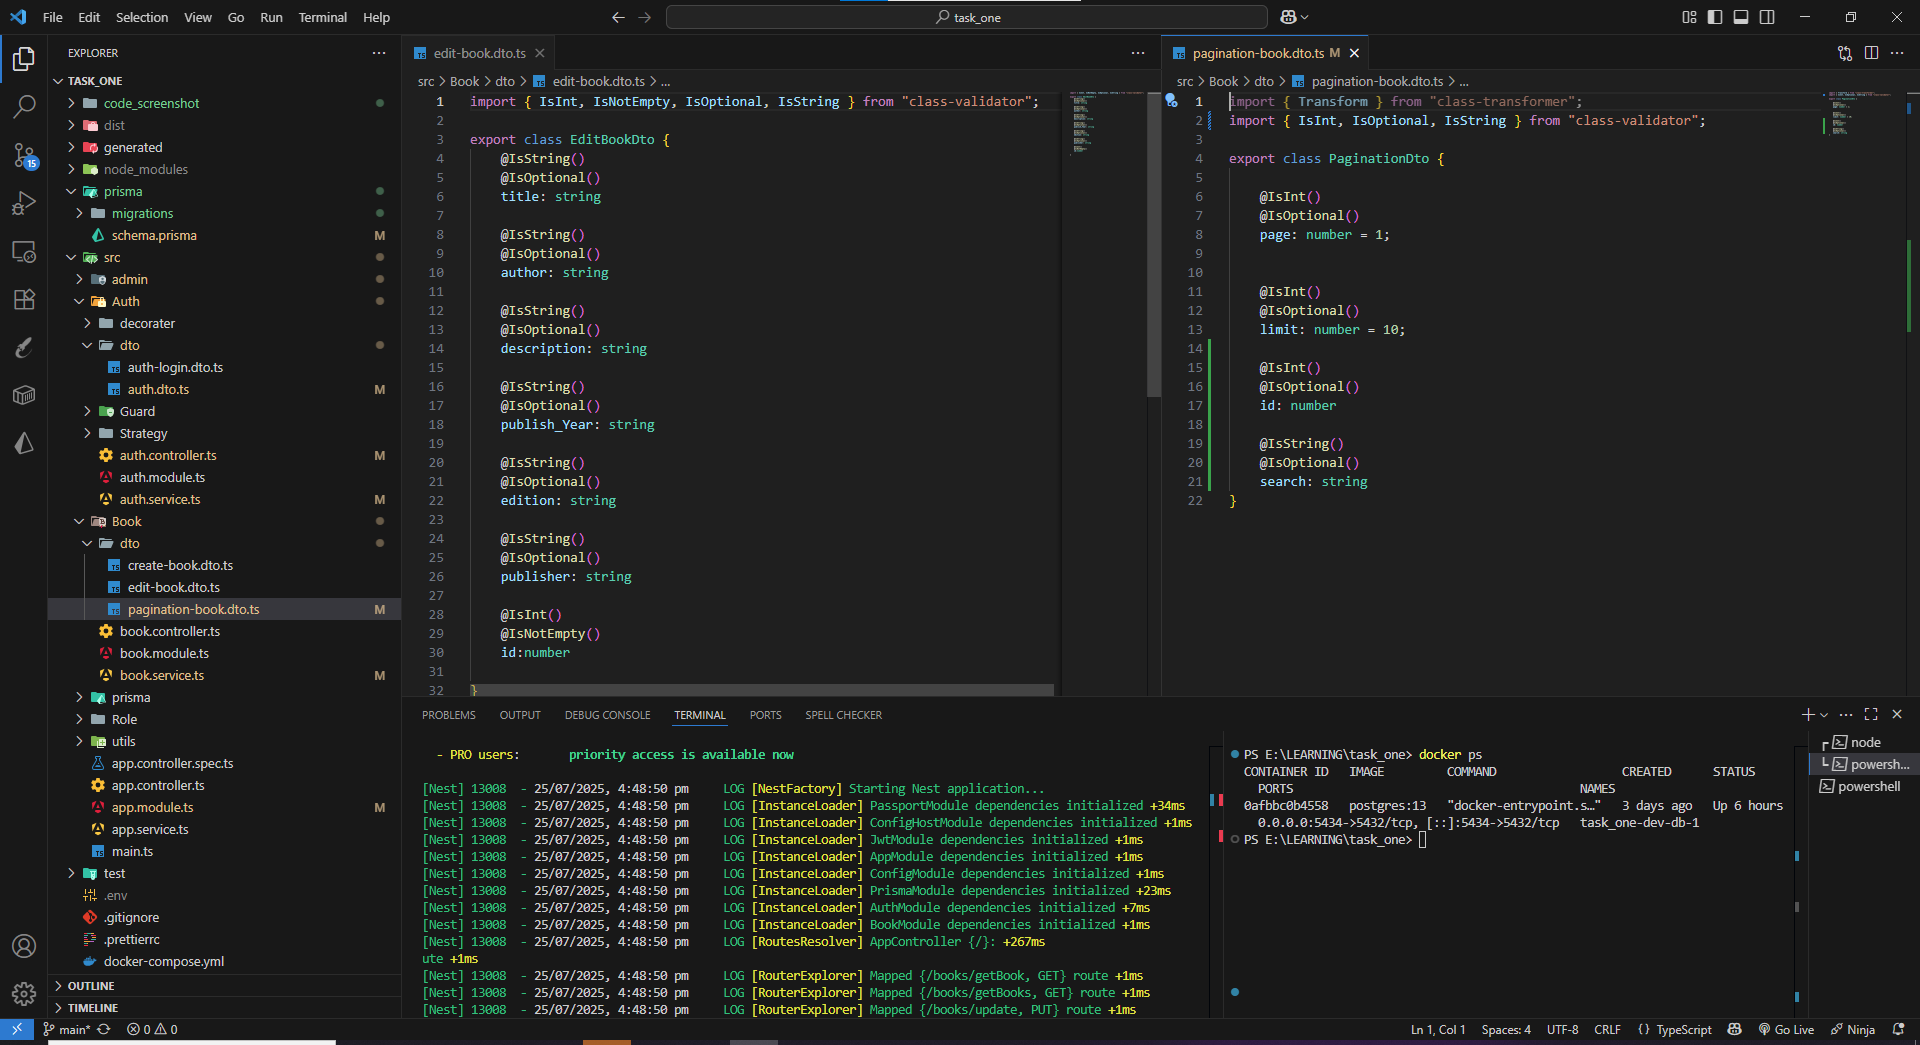 File Edit Selection View Go Run Terminal Help
task_one
EXPLORER
TASK_ONE
code_screenshot
dist
generated
node_modules
prisma
migrations
schema.prisma M
src
admin
Auth
decorater
dto
auth-login.dto.ts
auth.dto.ts M
Guard
Strategy
auth.controller.ts M
auth.module.ts
auth.service.ts M
Book
dto
create-book.dto.ts
edit-book.dto.ts
pagination-book.dto.ts M
book.controller.ts
book.module.ts
book.service.ts M
prisma
Role
utils
app.controller.spec.ts
app.controller.ts
app.module.ts M
app.service.ts
main.ts
test
.env
.gitignore
.prettierrc
docker-compose.yml
OUTLINE
TIMELINE
15
edit-book.dto.ts
src > Book > dto > edit-book.dto.ts > ...
1 import { IsInt, IsNotEmpty, IsOptional, IsString } from "class-validator";
2
3 export class EditBookDto {
4 @IsString()
5 @IsOptional()
6 title: string
7
8 @IsString()
9 @IsOptional()
10 author: string
11
12 @IsString()
13 @IsOptional()
14 description: string
15
16 @IsString()
17 @IsOptional()
18 publish_Year: string
19
20 @IsString()
21 @IsOptional()
22 edition: string
23
24 @IsString()
25 @IsOptional()
26 publisher: string
27
28 @IsInt()
29 @IsNotEmpty()
30 id:number
31
32 }
pagination-book.dto.ts M
src > Book > dto > pagination-book.dto.ts > ...
1 import { Transform } from "class-transformer";
2 import { IsInt, IsOptional, IsString } from "class-validator";
3
4 export class PaginationDto {
5
6 @IsInt()
7 @IsOptional()
8 page: number = 1;
9
10
11 @IsInt()
12 @IsOptional()
13 limit: number = 10;
14
15 @IsInt()
16 @IsOptional()
17 id: number
18
19 @IsString()
20 @IsOptional()
21 search: string
22 }
PROBLEMS OUTPUT DEBUG CONSOLE TERMINAL PORTS SPELL CHECKER
- PRO users: priority access is available now
[Nest] 13008 - 25/07/2025, 4:48:50 pm LOG [NestFactory] Starting Nest application...
[Nest] 13008 - 25/07/2025, 4:48:50 pm LOG [InstanceLoader] PassportModule dependencies initialized +34ms
[Nest] 13008 - 25/07/2025, 4:48:50 pm LOG [InstanceLoader] ConfigHostModule dependencies initialized +1ms
[Nest] 13008 - 25/07/2025, 4:48:50 pm LOG [InstanceLoader] JwtModule dependencies initialized +1ms
[Nest] 13008 - 25/07/2025, 4:48:50 pm LOG [InstanceLoader] AppModule dependencies initialized +1ms
[Nest] 13008 - 25/07/2025, 4:48:50 pm LOG [InstanceLoader] ConfigModule dependencies initialized +1ms
[Nest] 13008 - 25/07/2025, 4:48:50 pm LOG [InstanceLoader] PrismaModule dependencies initialized +23ms
[Nest] 13008 - 25/07/2025, 4:48:50 pm LOG [InstanceLoader] AuthModule dependencies initialized +7ms
[Nest] 13008 - 25/07/2025, 4:48:50 pm LOG [InstanceLoader] BookModule dependencies initialized +1ms
[Nest] 13008 - 25/07/2025, 4:48:50 pm LOG [RoutesResolver] AppController {/}: +267ms
ute +1ms
[Nest] 13008 - 25/07/2025, 4:48:50 pm LOG [RouterExplorer] Mapped {/books/getBook, GET} route +1ms
[Nest] 13008 - 25/07/2025, 4:48:50 pm LOG [RouterExplorer] Mapped {/books/getBooks, GET} route +1ms
[Nest] 13008 - 25/07/2025, 4:48:50 pm LOG [RouterExplorer] Mapped {/books/update, PUT} route +1ms
PS E:\LEARNING\task_one> docker ps
CONTAINER ID IMAGE COMMAND CREATED STATUS
PORTS NAMES
0afbbc0b4558 postgres:13 "docker-entrypoint.s…" 3 days ago Up 6 hours
0.0.0.0:5434->5432/tcp, [::]:5434->5432/tcp task_one-dev-db-1
PS E:\LEARNING\task_one>
node
powersh...
powershell
main* 0 0
Ln 1, Col 1 Spaces: 4 UTF-8 CRLF {} TypeScript Go Live Ninja